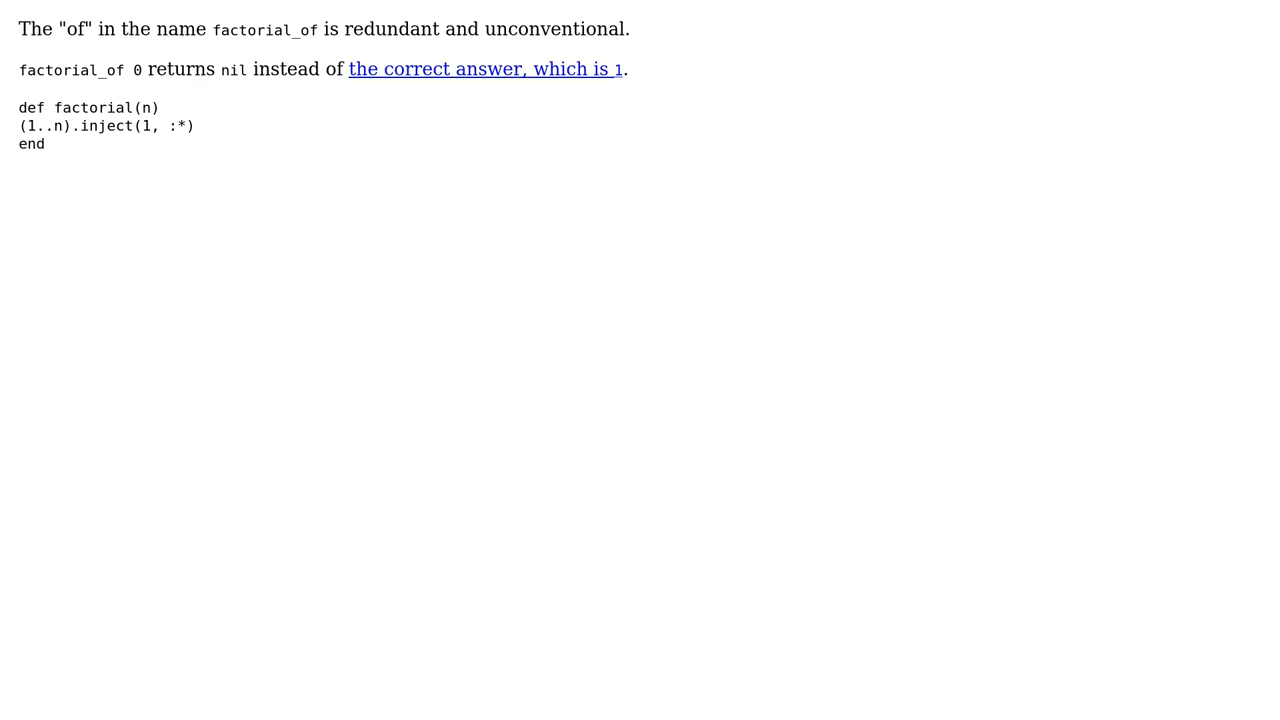 The "of" in the name factorial_of is redundant and unconventional.
factorial_of 0 returns nil instead of the correct answer, which is 1.
def factorial(n)
(1..n).inject(1, :*)
end